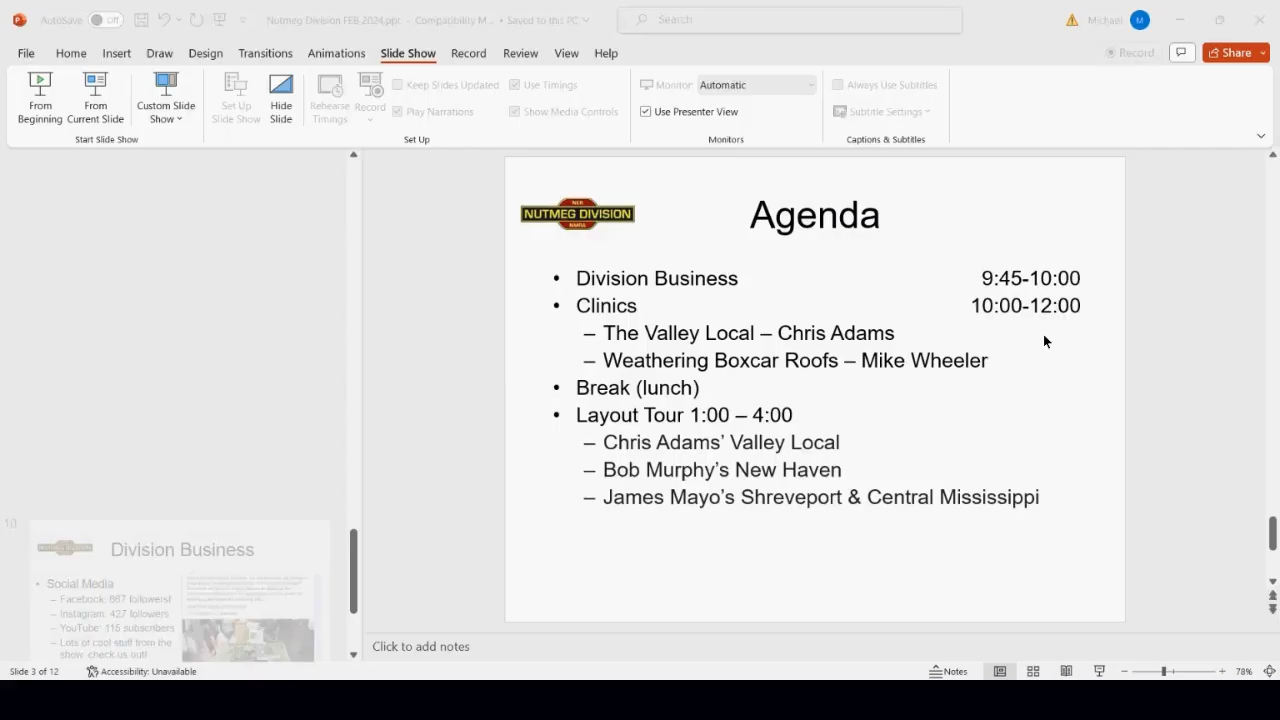 AutoSave Off Nutmeg Division FEB 2024.ppt - Compatibility M... • Saved to this PC Search Michael M
File Home Insert Draw Design Transitions Animations Slide Show Record Review View Help Record Share
From Beginning
From Current Slide
Custom Slide Show
Start Slide Show
Set Up Slide Show
Hide Slide
Rehearse Timings
Record
Keep Slides Updated
Play Narrations
Use Timings
Show Media Controls
Set Up
Monitor: Automatic
Use Presenter View
Monitors
Always Use Subtitles
Subtitle Settings
Captions & Subtitles
NER
NUTMEG DIVISION
NMRA
Agenda
• Division Business 9:45-10:00
• Clinics 10:00-12:00
– The Valley Local – Chris Adams
– Weathering Boxcar Roofs – Mike Wheeler
• Break (lunch)
• Layout Tour 1:00 – 4:00
– Chris Adams’ Valley Local
– Bob Murphy’s New Haven
– James Mayo’s Shreveport & Central Mississippi
10
Division Business
• Social Media
– Facebook: 667 followers!
– Instagram: 427 followers
– YouTube: 115 subscribers
– Lots of cool stuff from the
show-check us out!
Click to add notes
Slide 3 of 12 Accessibility: Unavailable Notes 78%